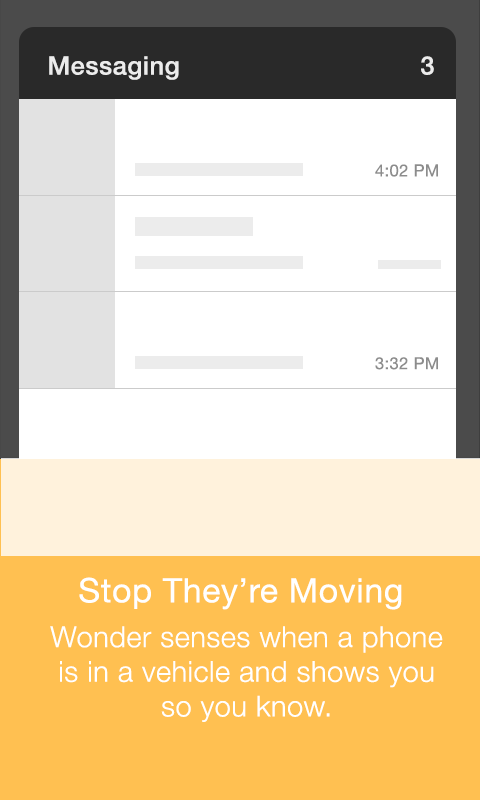 Messaging 3
4:02 PM
3:32 PM
Stop They’re Moving
Wonder senses when a phone
is in a vehicle and shows you
so you know.